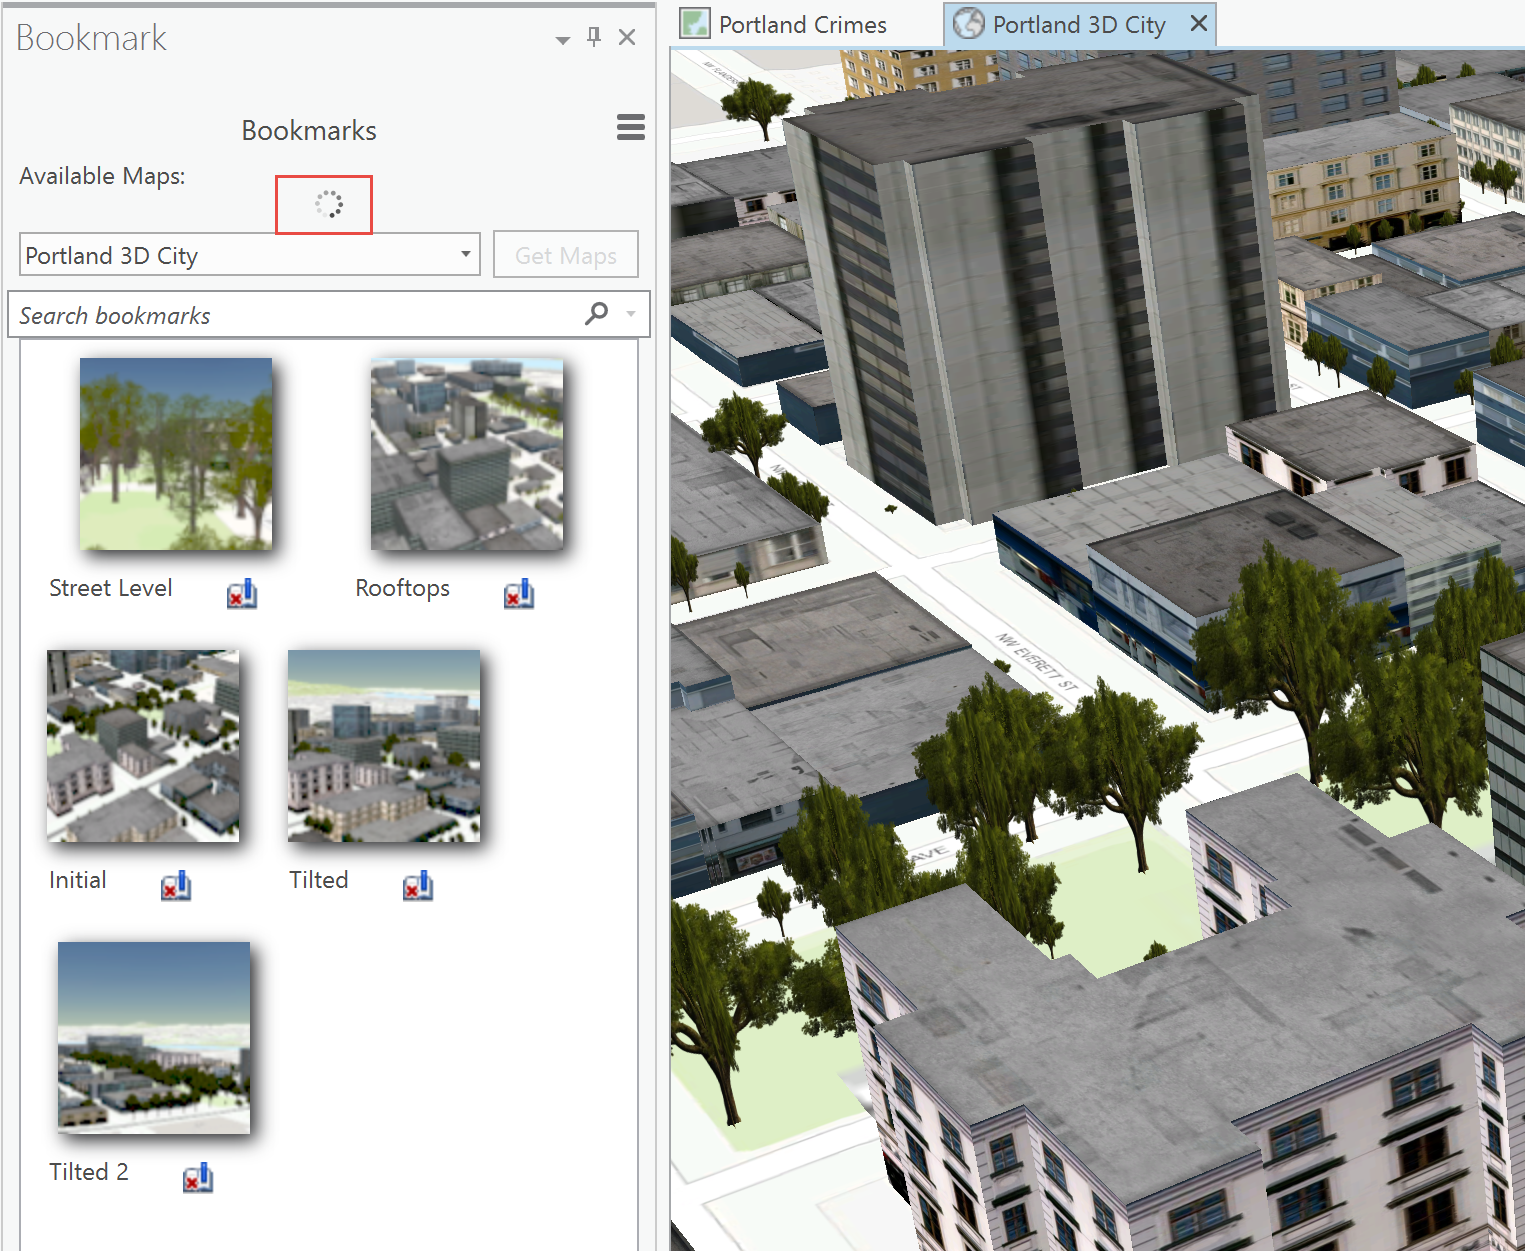 Bookmark
Portland Crimes
Portland 3D City
Bookmarks
Available Maps:
Portland 3D City
Get Maps
Search bookmarks
Street Level
Rooftops
Initial
Tilted
Tilted 2
NW EVERETT ST
AVE